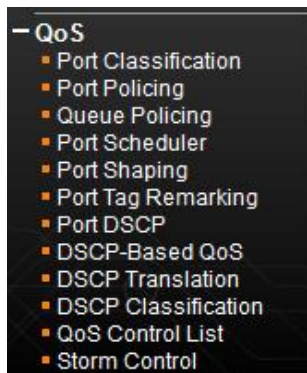 QoS
Port Classification
Port Policing
Queue Policing
Port Scheduler
Port Shaping
Port Tag Remarking
Port DSCP
DSCP-Based QoS
DSCP Translation
DSCP Classification
QoS Control List
Storm Control